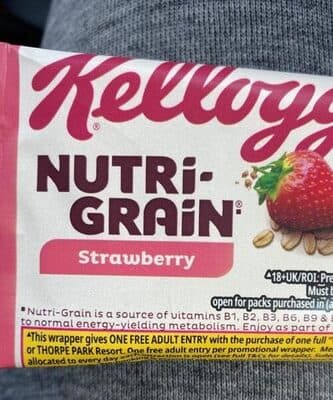 Kellogg
®
NUTRi-
GRAiN®
Strawberry
▲18+UK/ROI: Pre
Must b
open for packs purchased in
*Nutri-Grain is a source of vitamins B1, B2, B3, B6, B9 &
to normal energy-yielding metabolism. Enjoy as part of
▲This wrapper gives ONE FREE ADULT ENTRY with the purchase of one full "
or THORPE PARK Resort. One free adult entry per promotional wrapper. Me
allocated to every day